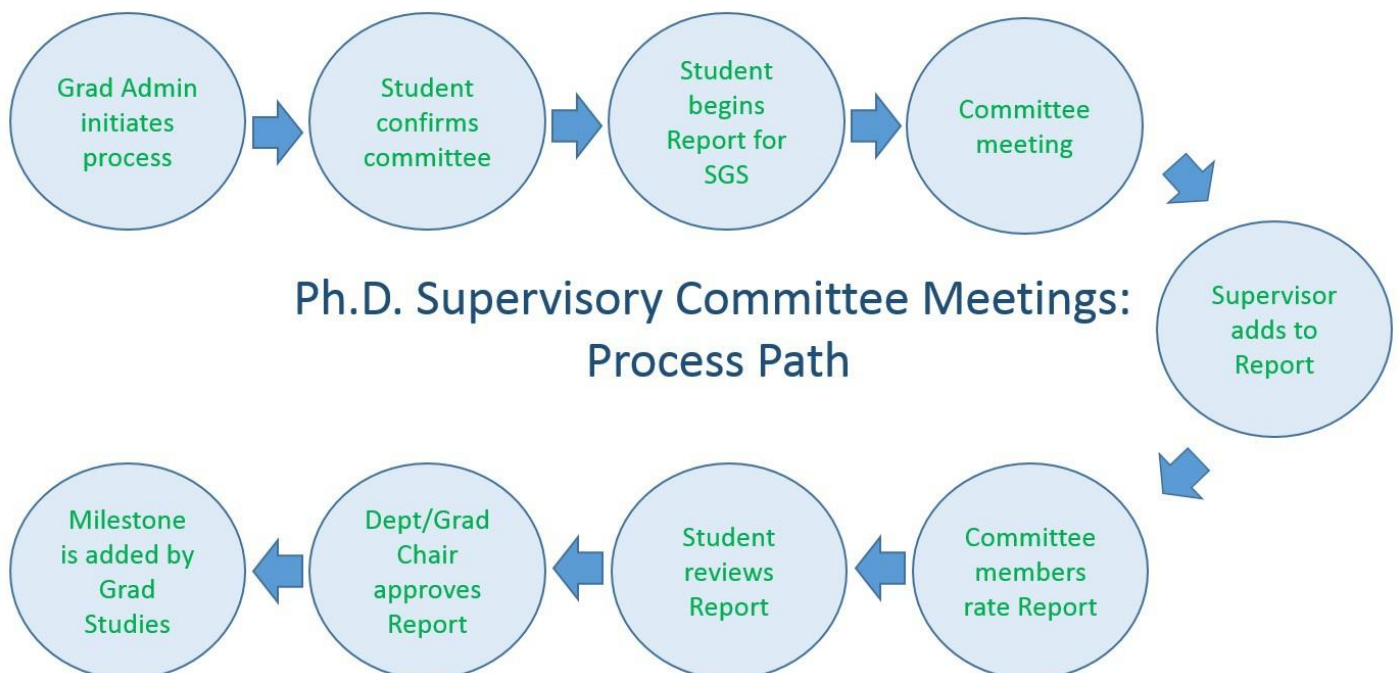 Grad Admin
initiates
process
Student
confirms
committee
Student
begins
Report for
SGS
Committee
meeting
Ph.D. Supervisory Committee Meetings:
Process Path
Supervisor
adds to
Report
Committee
members
rate Report
Student
reviews
Report
Dept/Grad
Chair
approves
Report
Milestone
is added by
Grad
Studies